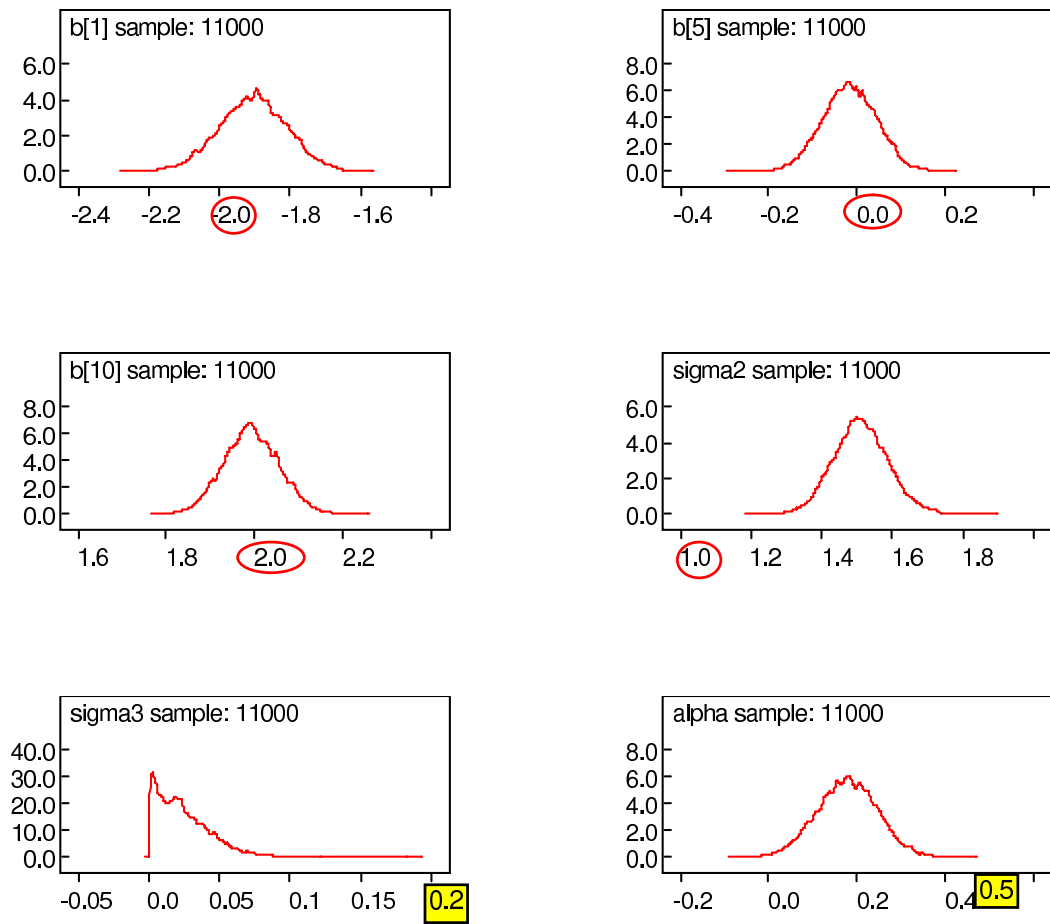 b[1] sample: 11000
6.0
4.0
2.0
0.0
-2.4 -2.2 -2.0 -1.8 -1.6
b[5] sample: 11000
8.0
6.0
4.0
2.0
0.0
-0.4 -0.2 0.0 0.2
b[10] sample: 11000
8.0
6.0
4.0
2.0
0.0
1.6 1.8 2.0 2.2
sigma2 sample: 11000
6.0
4.0
2.0
0.0
1.0 1.2 1.4 1.6 1.8
sigma3 sample: 11000
40.0
30.0
20.0
10.0
0.0
-0.05 0.0 0.05 0.1 0.15 0.2
alpha sample: 11000
8.0
6.0
4.0
2.0
0.0
-0.2 0.0 0.2 0.4 0.5